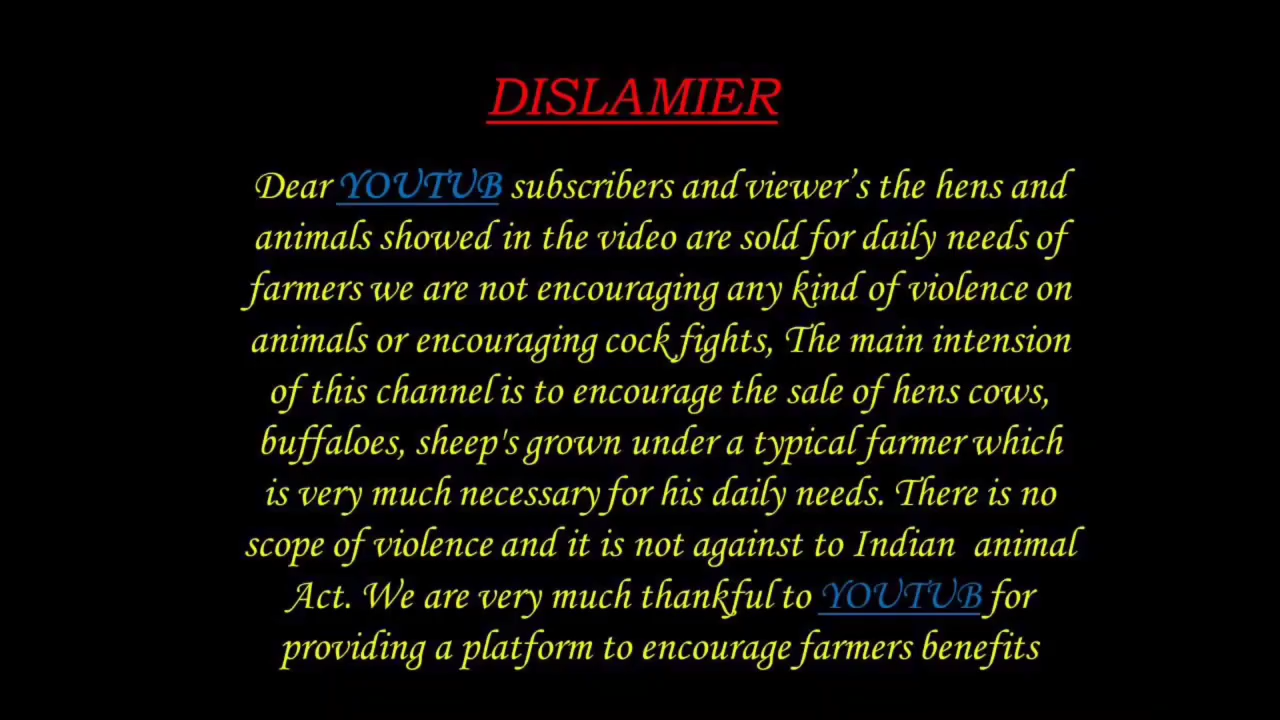 DISLAMIER
Dear YOUTUB subscribers and viewer’s the hens and
animals showed in the video are sold for daily needs of
farmers we are not encouraging any kind of violence on
animals or encouraging cock fights, The main intension
of this channel is to encourage the sale of hens cows,
buffaloes, sheep's grown under a typical farmer which
is very much necessary for his daily needs. There is no
scope of violence and it is not against to Indian  animal
Act. We are very much thankful to YOUTUB for
providing a platform to encourage farmers benefits